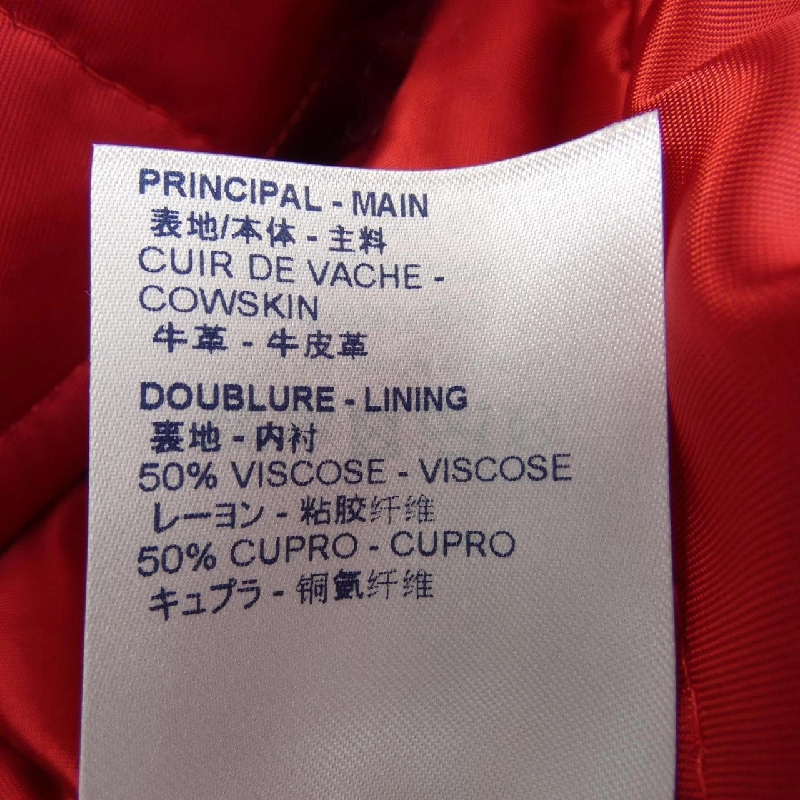 PRINCIPAL - MAIN
表地/本体 - 主料
CUIR DE VACHE -
COWSKIN
牛革 - 牛皮革
DOUBLURE - LINING
裏地 - 内衬
50% VISCOSE - VISCOSE
レーヨン - 粘胶纤维
50% CUPRO - CUPRO
キュプラ - 铜氨纤维